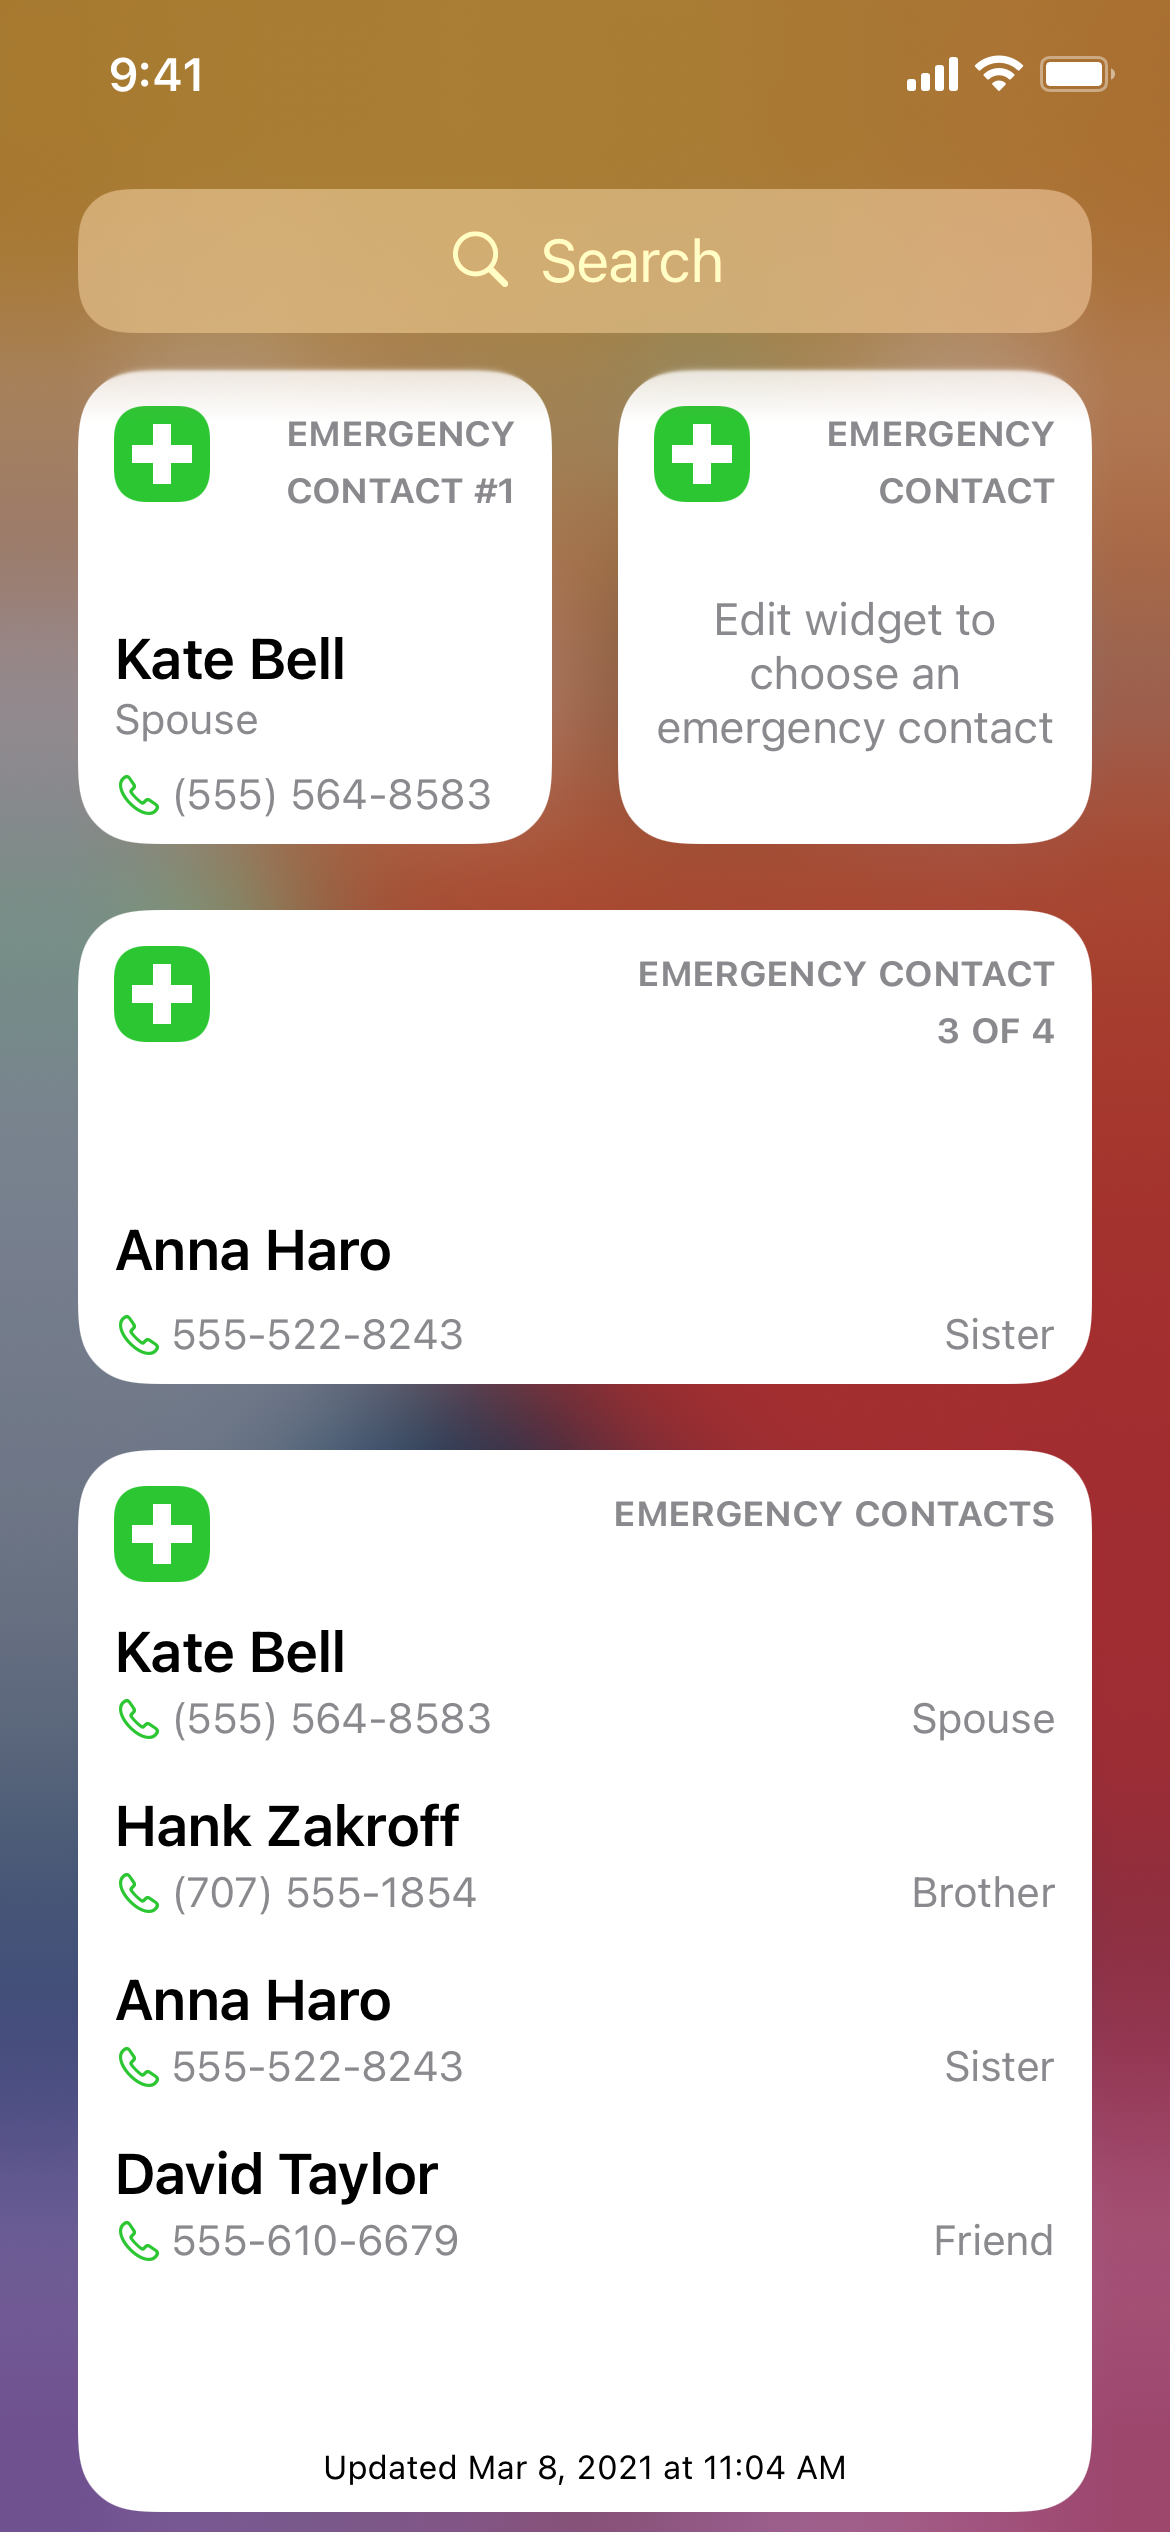 9:41
Search
EMERGENCY
CONTACT #1
Kate Bell
Spouse
(555) 564-8583
EMERGENCY
CONTACT
Edit widget to
choose an
emergency contact
EMERGENCY CONTACT
3 OF 4
Anna Haro
555-522-8243 Sister
EMERGENCY CONTACTS
Kate Bell
(555) 564-8583 Spouse
Hank Zakroff
(707) 555-1854 Brother
Anna Haro
555-522-8243 Sister
David Taylor
555-610-6679 Friend
Updated Mar 8, 2021 at 11:04 AM